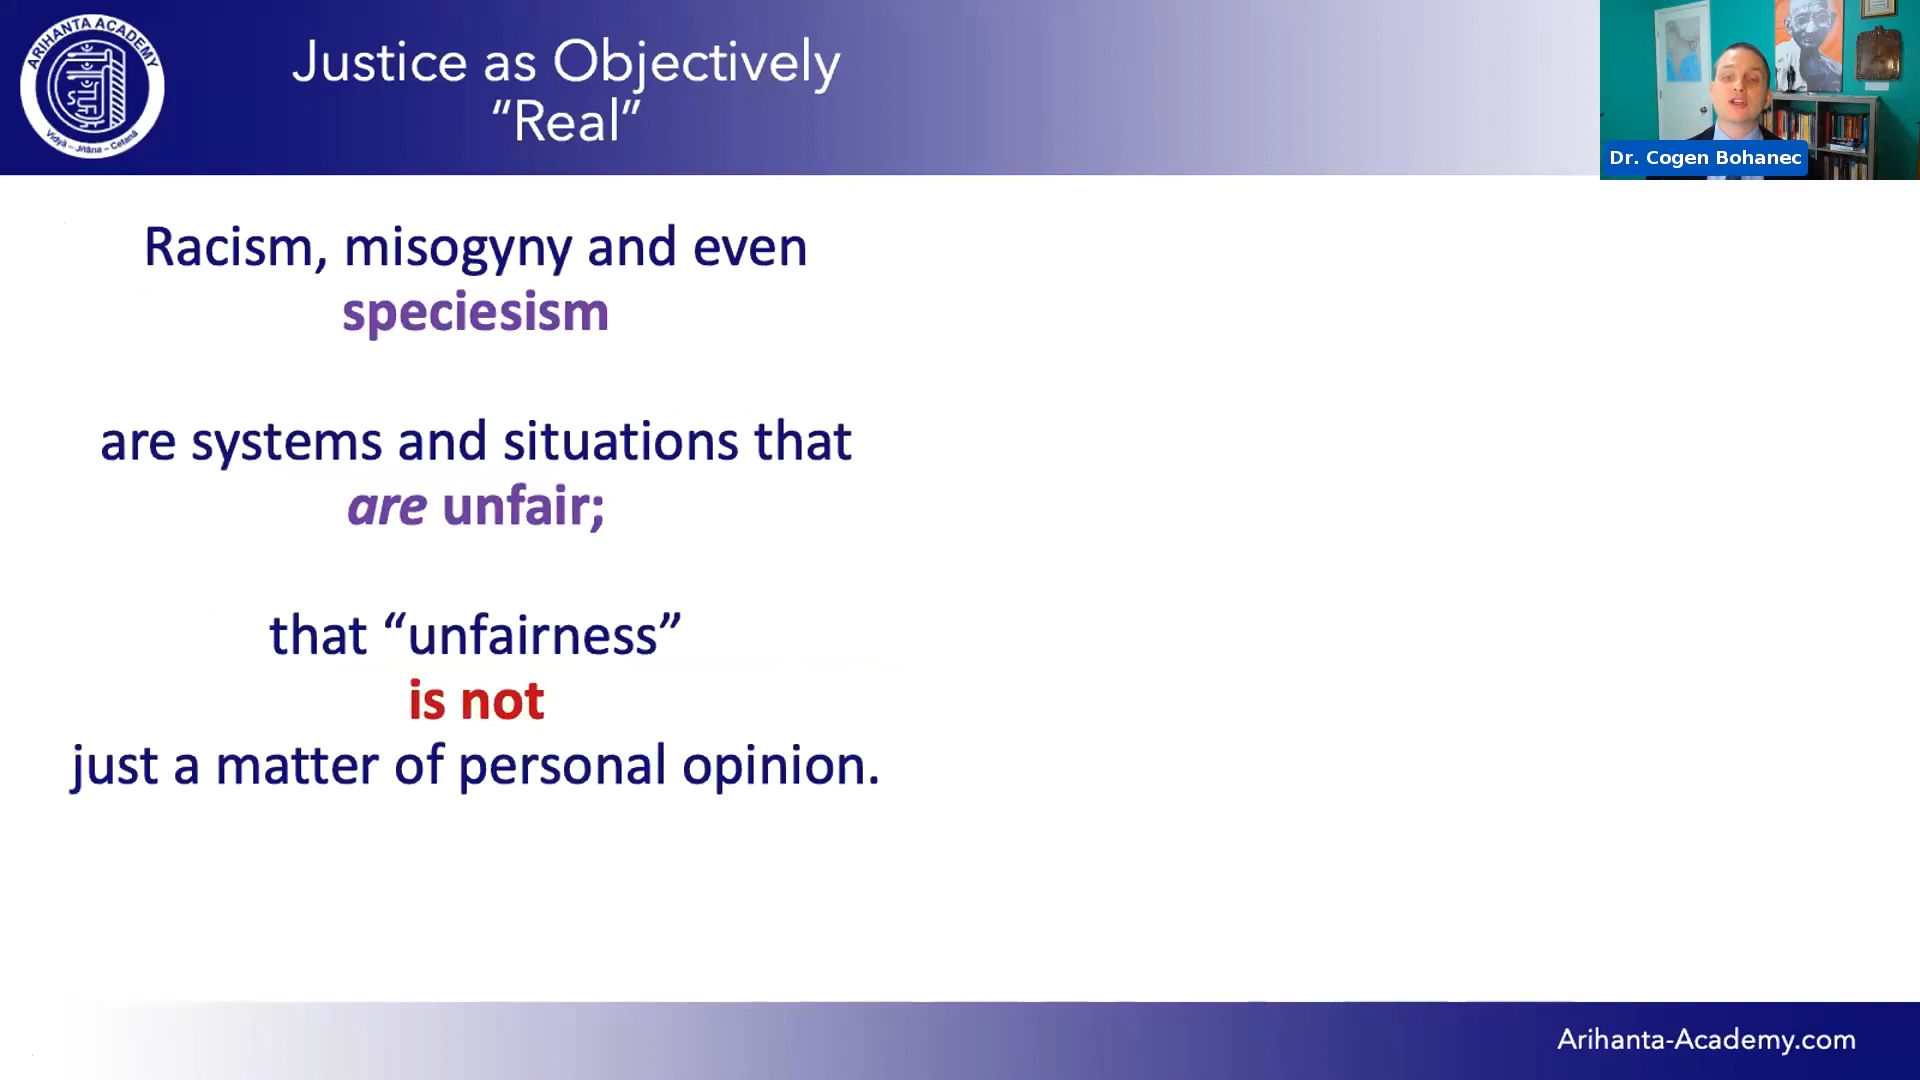 ARIHANTA ACADEMY
Vidyā – Jñāna – Cetanā
Justice as Objectively
“Real”
Dr. Cogen Bohanec
Racism, misogyny and even
speciesism
are systems and situations that
are unfair;
that “unfairness”
is not
just a matter of personal opinion.
Arihanta-Academy.com